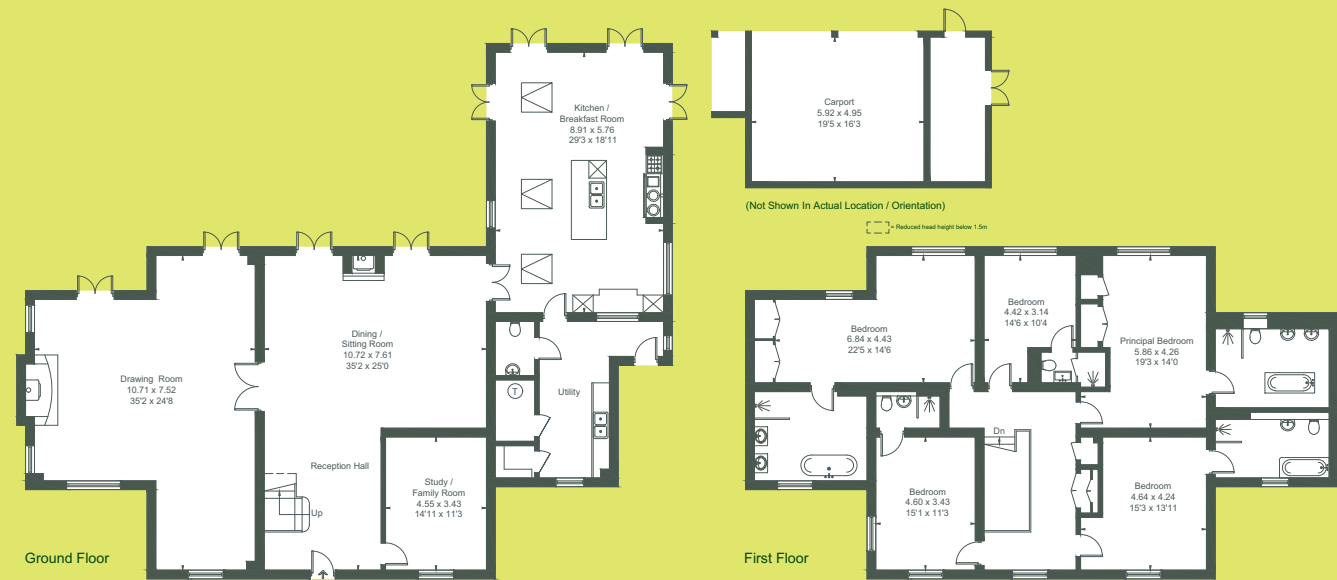 Kitchen /
Breakfast Room
8.91 x 5.76
29'3 x 18'11
Carport
5.92 x 4.95
19'5 x 16'3
(Not Shown In Actual Location / Orientation)
= Reduced head height below 1.5m
Drawing Room
10.71 x 7.52
35'2 x 24'8
Dining /
Sitting Room
10.72 x 7.61
35'2 x 25'0
T
Utility
Reception Hall
Up
Study /
Family Room
4.55 x 3.43
14'11 x 11'3
Ground Floor
Bedroom
6.84 x 4.43
22'5 x 14'6
Bedroom
4.42 x 3.14
14'6 x 10'4
Principal Bedroom
5.86 x 4.26
19'3 x 14'0
Dn
Bedroom
4.60 x 3.43
15'1 x 11'3
Bedroom
4.64 x 4.24
15'3 x 13'11
First Floor